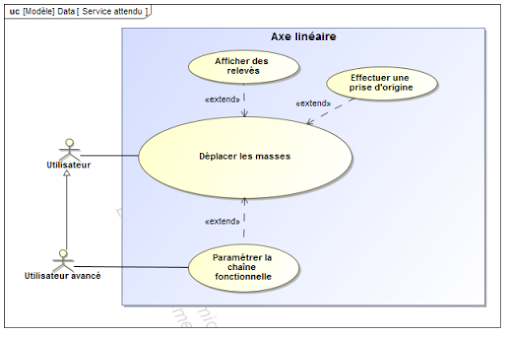 uc [Modèle] Data [ Service attendu ]
Axe linéaire
Afficher des
relevés
Effectuer une
prise d'origine
«extend»
«extend»
Déplacer les masses
Utilisateur
«extend»
Paramètrer la
chaîne
fonctionnelle
Utilisateur avancé